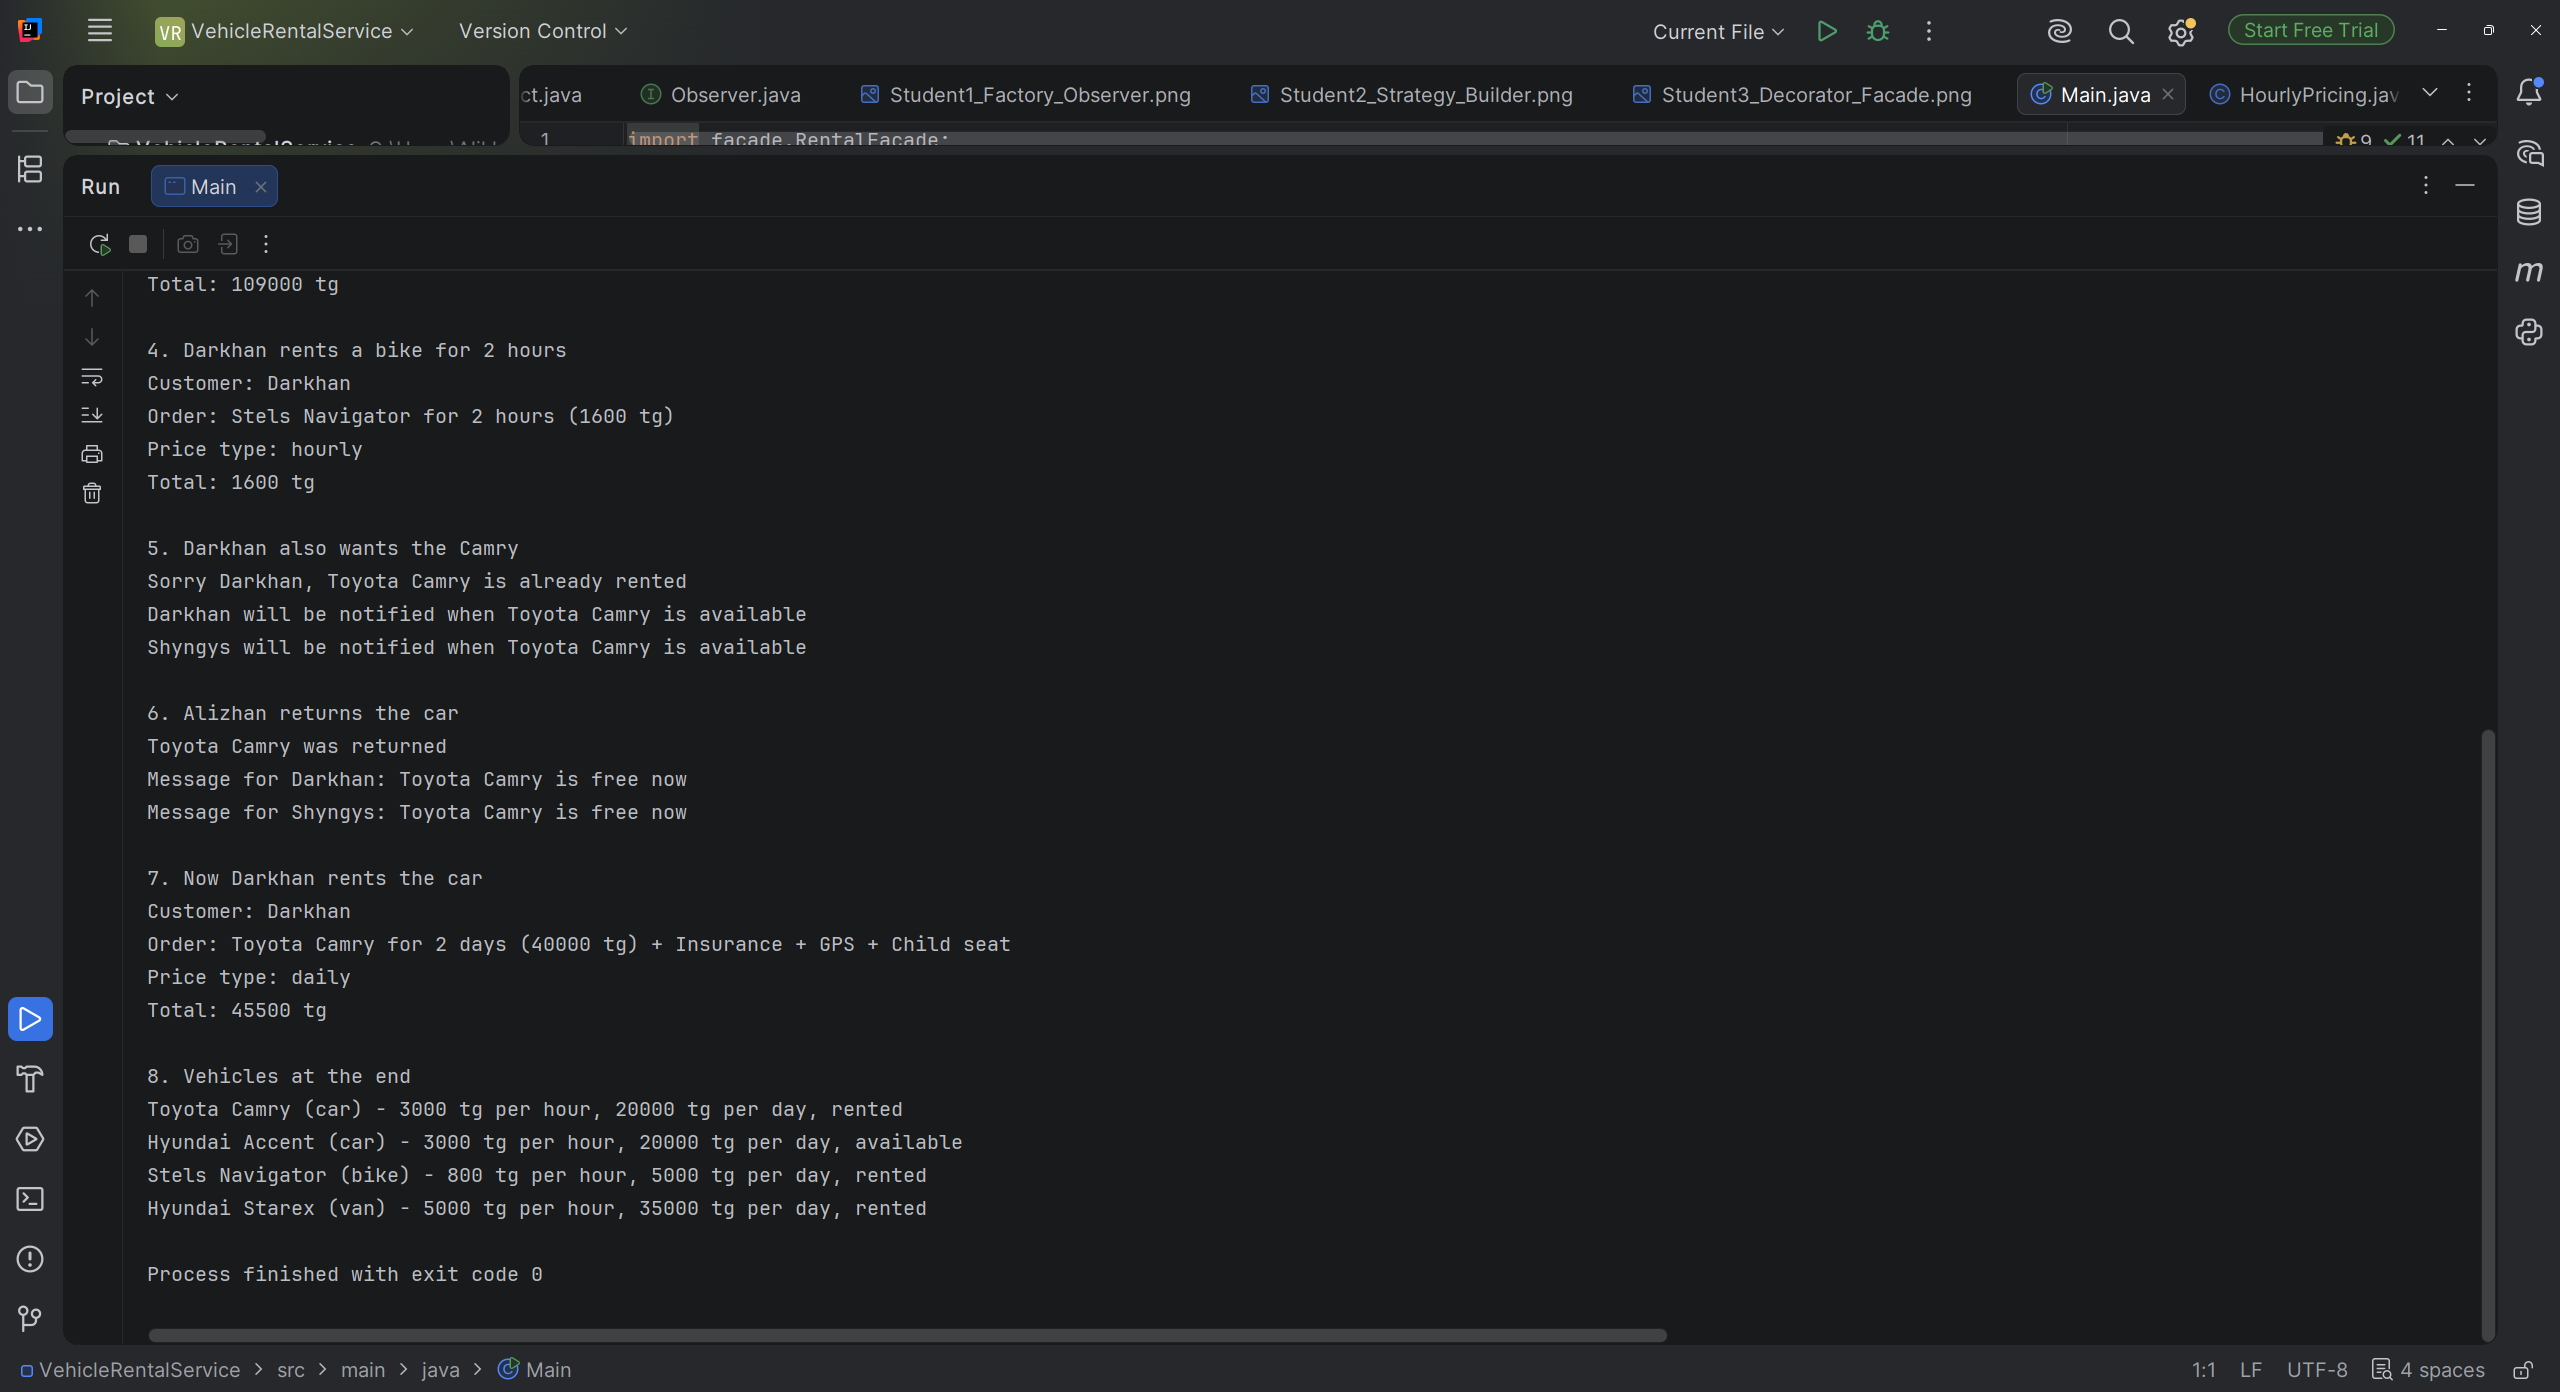 VR VehicleRentalService
Version Control
Current File
Start Free Trial
Project
ct.java
Observer.java
Student1_Factory_Observer.png
Student2_Strategy_Builder.png
Student3_Decorator_Facade.png
Main.java
HourlyPricing.jav
VehicleRentalService
1
import facade.RentalFacade;
9
11
Run
Main
Total: 109000 tg
4. Darkhan rents a bike for 2 hours
Customer: Darkhan
Order: Stels Navigator for 2 hours (1600 tg)
Price type: hourly
Total: 1600 tg
5. Darkhan also wants the Camry
Sorry Darkhan, Toyota Camry is already rented
Darkhan will be notified when Toyota Camry is available
Shyngys will be notified when Toyota Camry is available
6. Alizhan returns the car
Toyota Camry was returned
Message for Darkhan: Toyota Camry is free now
Message for Shyngys: Toyota Camry is free now
7. Now Darkhan rents the car
Customer: Darkhan
Order: Toyota Camry for 2 days (40000 tg) + Insurance + GPS + Child seat
Price type: daily
Total: 45500 tg
8. Vehicles at the end
Toyota Camry (car) - 3000 tg per hour, 20000 tg per day, rented
Hyundai Accent (car) - 3000 tg per hour, 20000 tg per day, available
Stels Navigator (bike) - 800 tg per hour, 5000 tg per day, rented
Hyundai Starex (van) - 5000 tg per hour, 35000 tg per day, rented
Process finished with exit code 0
VehicleRentalService > src > main > java > Main
1:1
LF
UTF-8
4 spaces